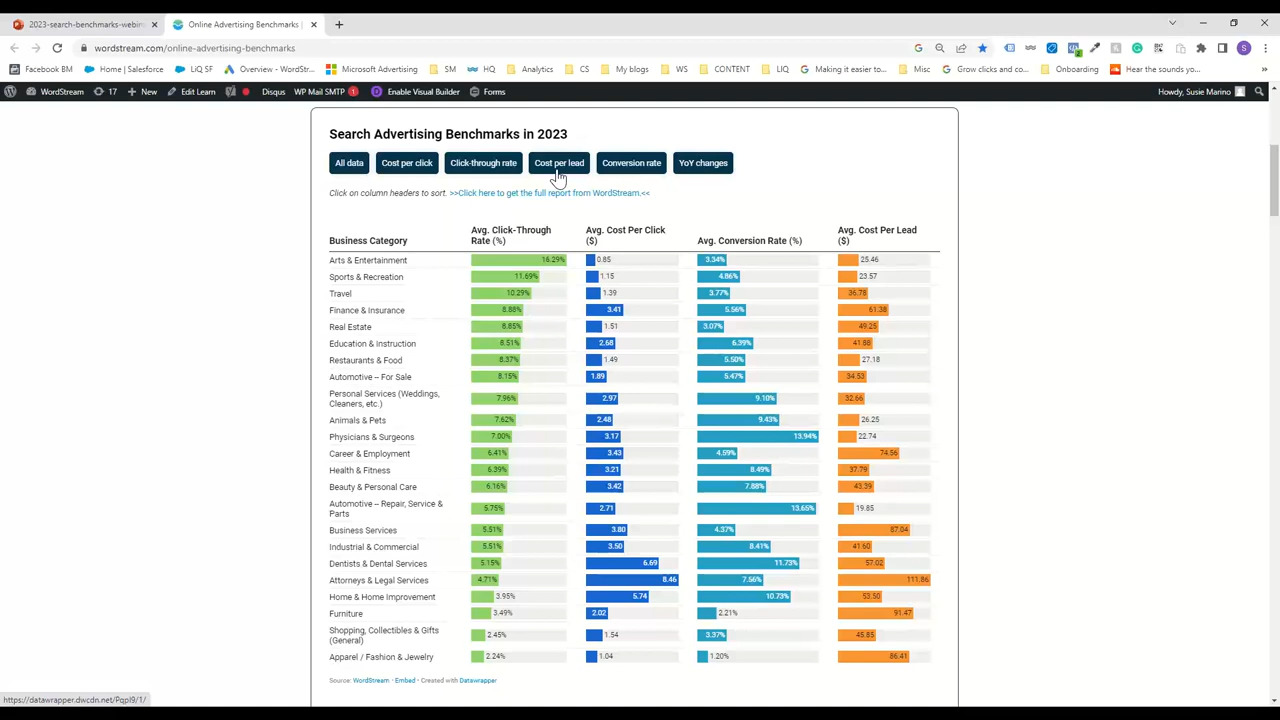 2023-search-benchmarks-webin
Online Advertising Benchmarks |
wordstream.com/online-advertising-benchmarks
Facebook BM
Home | Salesforce
LiQ SF
Overview – WordStr...
Microsoft Advertising
SM
HQ
Analytics
CS
My blogs
WS
CONTENT
LIQ
Making it easier to...
Misc
Grow clicks and co...
Onboarding
Hear the sounds yo...
WordStream
17
New
Edit Learn
Disqus
WP Mail SMTP 1
Enable Visual Builder
Forms
Howdy, Susie Marino
Search Advertising Benchmarks in 2023
All data
Cost per click
Click-through rate
Cost per lead
Conversion rate
YoY changes
Click on column headers to sort. >>Click here to get the full report from WordStream.<<
Business Category
Avg. Click-Through Rate (%)
Avg. Cost Per Click ($)
Avg. Conversion Rate (%)
Avg. Cost Per Lead ($)
Arts & Entertainment 16.29% 0.85 3.34% 25.46
Sports & Recreation 11.69% 1.15 4.86% 23.57
Travel 10.29% 1.39 3.77% 36.78
Finance & Insurance 8.88% 3.41 5.56% 61.38
Real Estate 8.85% 1.51 3.07% 49.25
Education & Instruction 8.51% 2.68 6.39% 41.88
Restaurants & Food 8.37% 1.49 5.50% 27.18
Automotive – For Sale 8.15% 1.89 5.47% 34.53
Personal Services (Weddings, Cleaners, etc.) 7.96% 2.97 9.10% 32.66
Animals & Pets 7.62% 2.48 9.43% 26.25
Physicians & Surgeons 7.00% 3.17 13.94% 22.74
Career & Employment 6.41% 3.43 4.59% 74.56
Health & Fitness 6.39% 3.21 8.49% 37.79
Beauty & Personal Care 6.16% 3.42 7.88% 43.39
Automotive – Repair, Service & Parts 5.75% 2.71 13.65% 19.85
Business Services 5.51% 3.80 4.37% 87.04
Industrial & Commercial 5.51% 3.50 8.41% 41.60
Dentists & Dental Services 5.15% 6.69 11.73% 57.02
Attorneys & Legal Services 4.71% 8.46 7.56% 111.86
Home & Home Improvement 3.95% 5.74 10.73% 53.50
Furniture 3.49% 2.02 2.21% 91.47
Shopping, Collectibles & Gifts (General) 2.45% 1.54 3.37% 45.85
Apparel / Fashion & Jewelry 2.24% 1.04 1.20% 86.41
Source: WordStream · Embed · Created with Datawrapper
https://datawrapper.dwcdn.net/PqpI9/1/